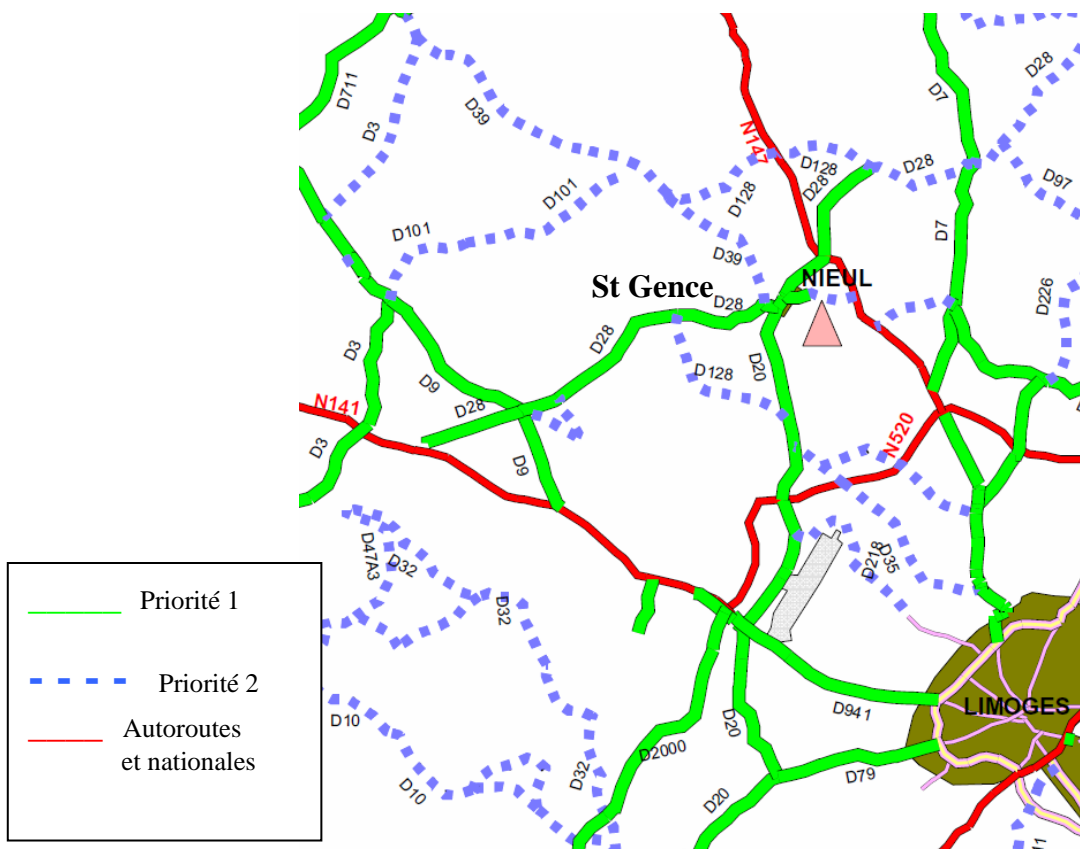 D711
D3
D39
D101
D101
N147
D128
D28
D128
D28
D7
D28
D97
D7
D39
NIEUL
St Gence
D28
D226
D28
D20
D128
D3
D9
N141
D28
D3
D9
N520
D47A3
D32
D218
D35
D32
Priorité 1
Priorité 2
Autoroutes
et nationales
D10
D10
D32
D2000
D20
D941
LIMOGES
D79
D20